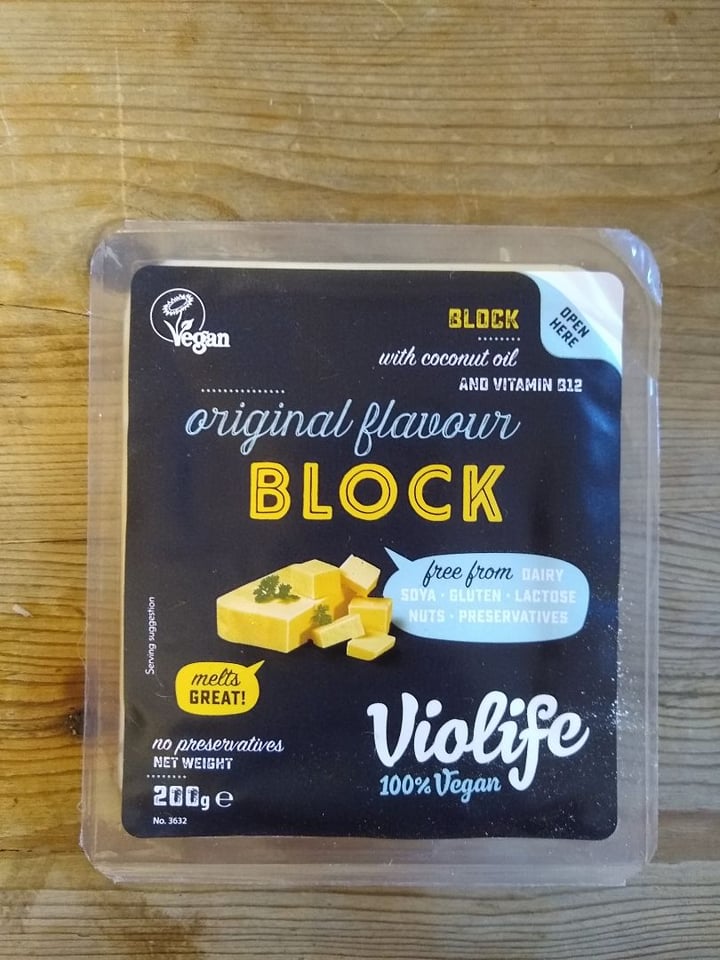 Vegan
BLOCK
with coconut oil
AND VITAMIN B12
OPEN
HERE
original flavour
BLOCK
free from DAIRY
SOYA · GLUTEN · LACTOSE
NUTS · PRESERVATIVES
Serving suggestion
melts
GREAT!
Violife
100% Vegan
no preservatives
NET WEIGHT
200g e
No. 3632